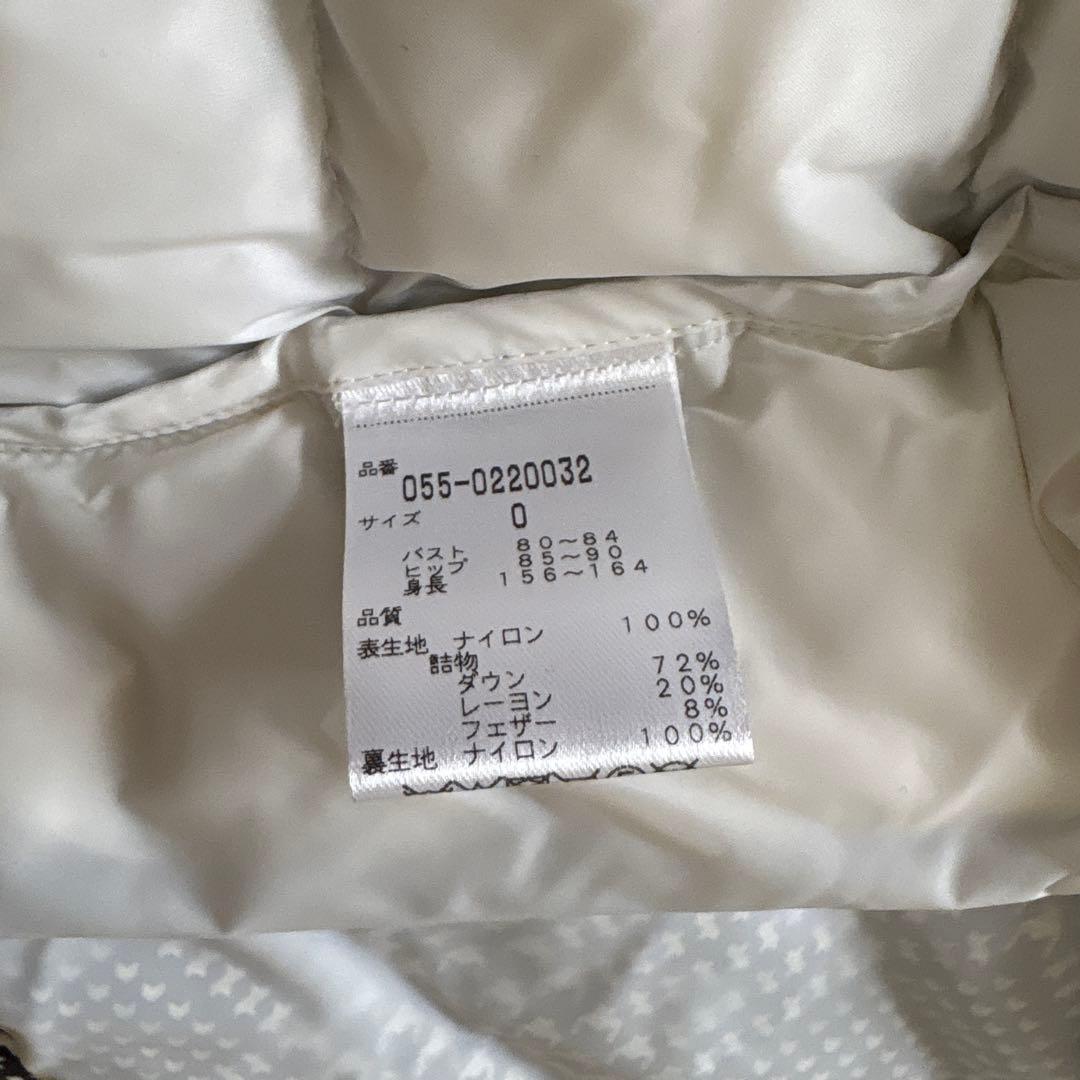 品番 055-0220032
サイズ 0
バスト 80～84
ヒップ 85～90
身長 156～164
品質
表生地 ナイロン 100%
詰物
ダウン 72%
レーヨン 20%
フェザー 8%
裏生地 ナイロン 100%